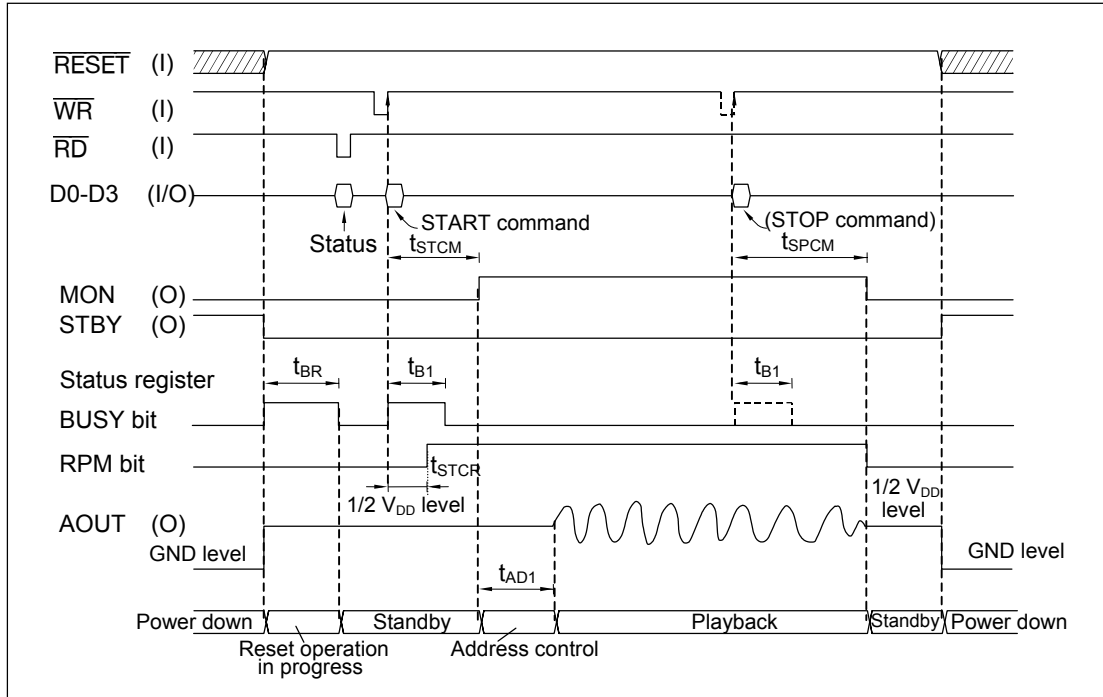 RESET (I)
WR (I)
RD (I)
D0-D3 (I/O)
Status
START command
(STOP command)
tSTCM
tSPCM
MON (O)
STBY (O)
Status register
tBR
tB1
tB1
BUSY bit
RPM bit
tSTCR
1/2 VDD level
1/2 VDD
level
AOUT (O)
GND level
GND level
tAD1
Power down
Standby
Playback
Standby
Power down
Reset operation
in progress
Address control